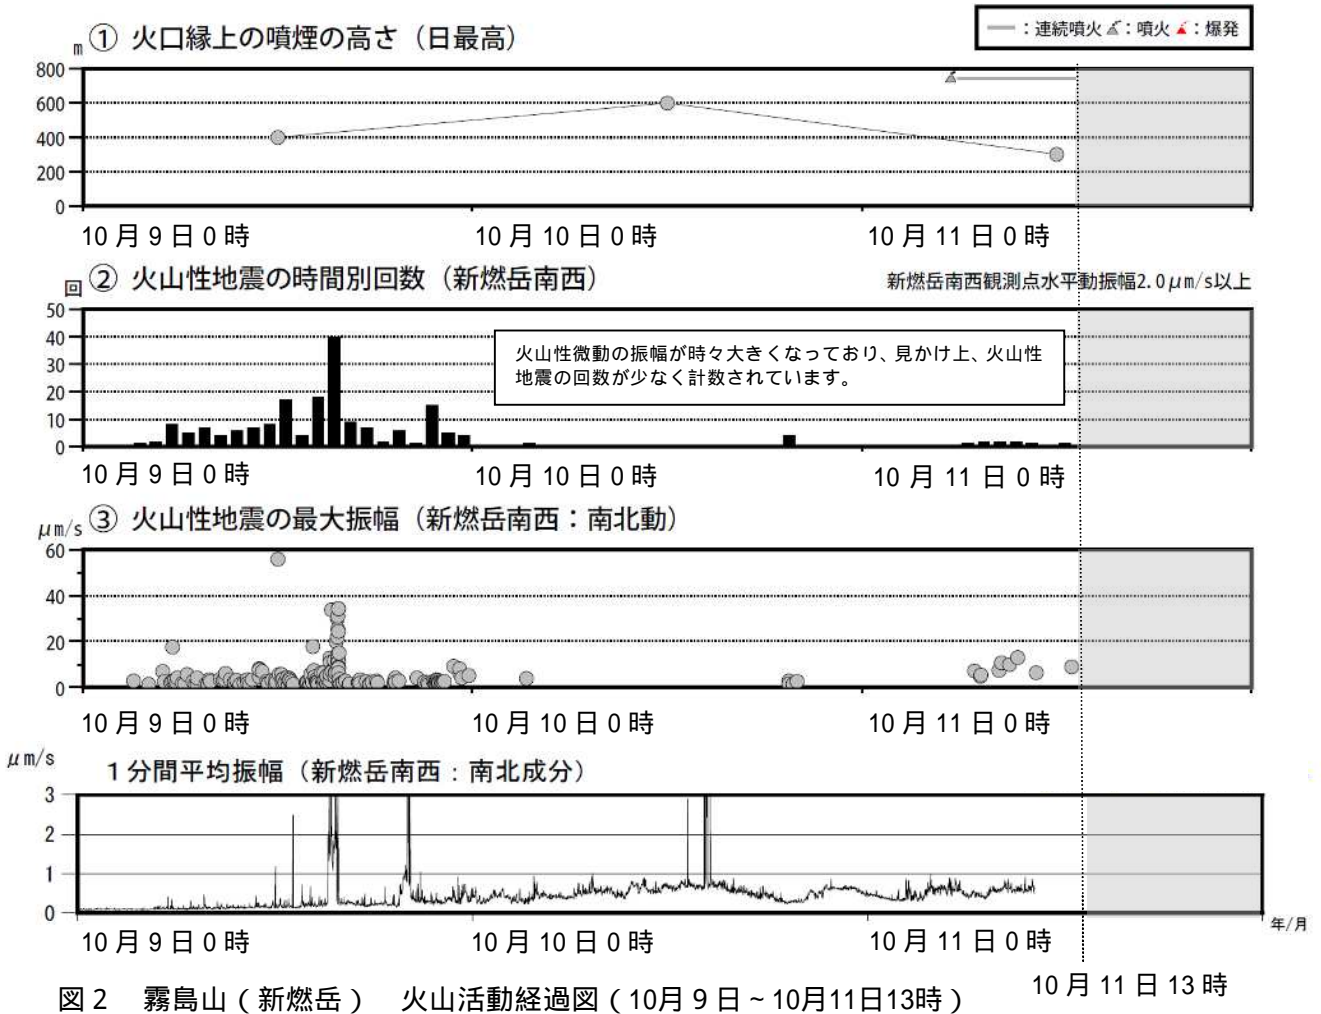 ━：連続噴火 ：噴火 ：爆発
m ① 火口縁上の噴煙の高さ（日最高）
800
600
400
200
0
10月9日0時 10月10日0時 10月11日0時
回 ② 火山性地震の時間別回数（新燃岳南西） 新燃岳南西観測点水平動振幅2.0μm/s以上
50
40
30
20
10
0
火山性微動の振幅が時々大きくなっており、見かけ上、火山性
地震の回数が少なく計数されています。
10月9日0時 10月10日0時 10月11日0時
μm/s ③ 火山性地震の最大振幅（新燃岳南西：南北動）
60
40
20
0
10月9日0時 10月10日0時 10月11日0時
μm/s １分間平均振幅（新燃岳南西：南北成分）
3
2
1
0
年/月
10月9日0時 10月10日0時 10月11日0時
10月11日13時
図２ 霧島山（新燃岳） 火山活動経過図（10月９日～10月11日13時）